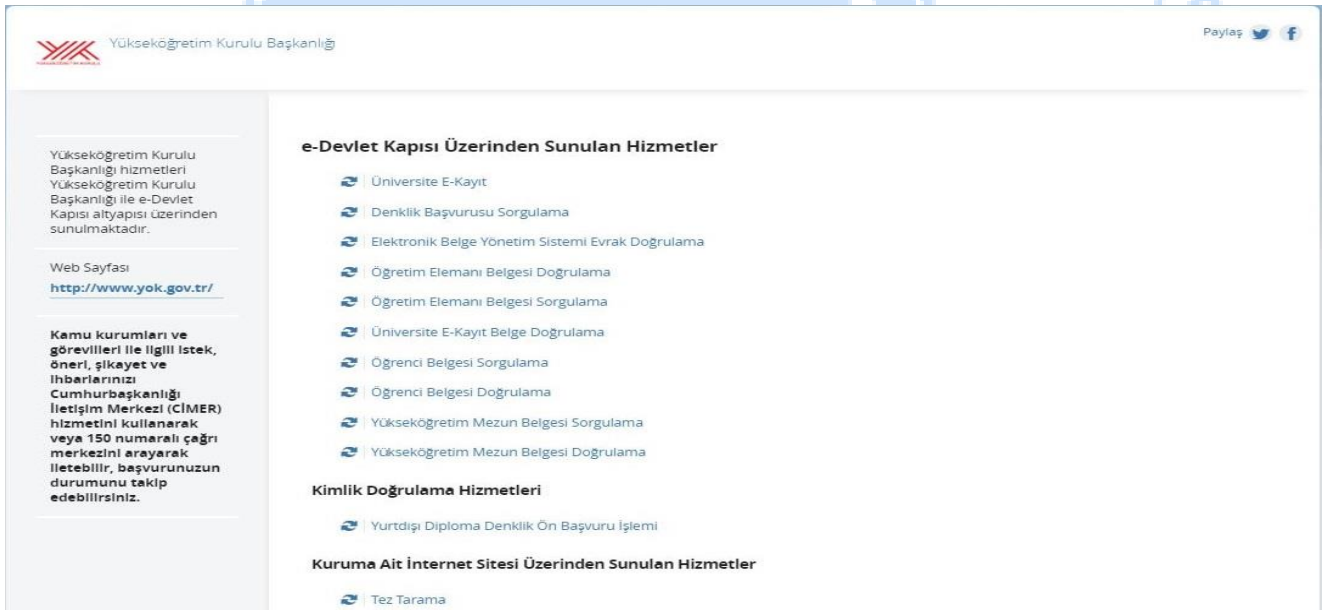 Yükseköğretim Kurulu Başkanlığı
Paylaş
Yükseköğretim Kurulu
Başkanlığı hizmetleri
Yükseköğretim Kurulu
Başkanlığı ile e-Devlet
Kapısı altyapısı üzerinden
sunulmaktadır.
Web Sayfası
http://www.yok.gov.tr/
Kamu kurumları ve
görevlileri ile ilgili istek,
öneri, şikayet ve
ihbarlarınızı
Cumhurbaşkanlığı
İletişim Merkezi (CİMER)
hizmetini kullanarak
veya 150 numaralı çağrı
merkezini arayarak
iletebilir, başvurunuzun
durumunu takip
edebilirsiniz.
e-Devlet Kapısı Üzerinden Sunulan Hizmetler
Üniversite E-Kayıt
Denklik Başvurusu Sorgulama
Elektronik Belge Yönetim Sistemi Evrak Doğrulama
Öğretim Elemanı Belgesi Doğrulama
Öğretim Elemanı Belgesi Sorgulama
Üniversite E-Kayıt Belge Doğrulama
Öğrenci Belgesi Sorgulama
Öğrenci Belgesi Doğrulama
Yükseköğretim Mezun Belgesi Sorgulama
Yükseköğretim Mezun Belgesi Doğrulama
Kimlik Doğrulama Hizmetleri
Yurtdışı Diploma Denklik Ön Başvuru İşlemi
Kuruma Ait İnternet Sitesi Üzerinden Sunulan Hizmetler
Tez Tarama